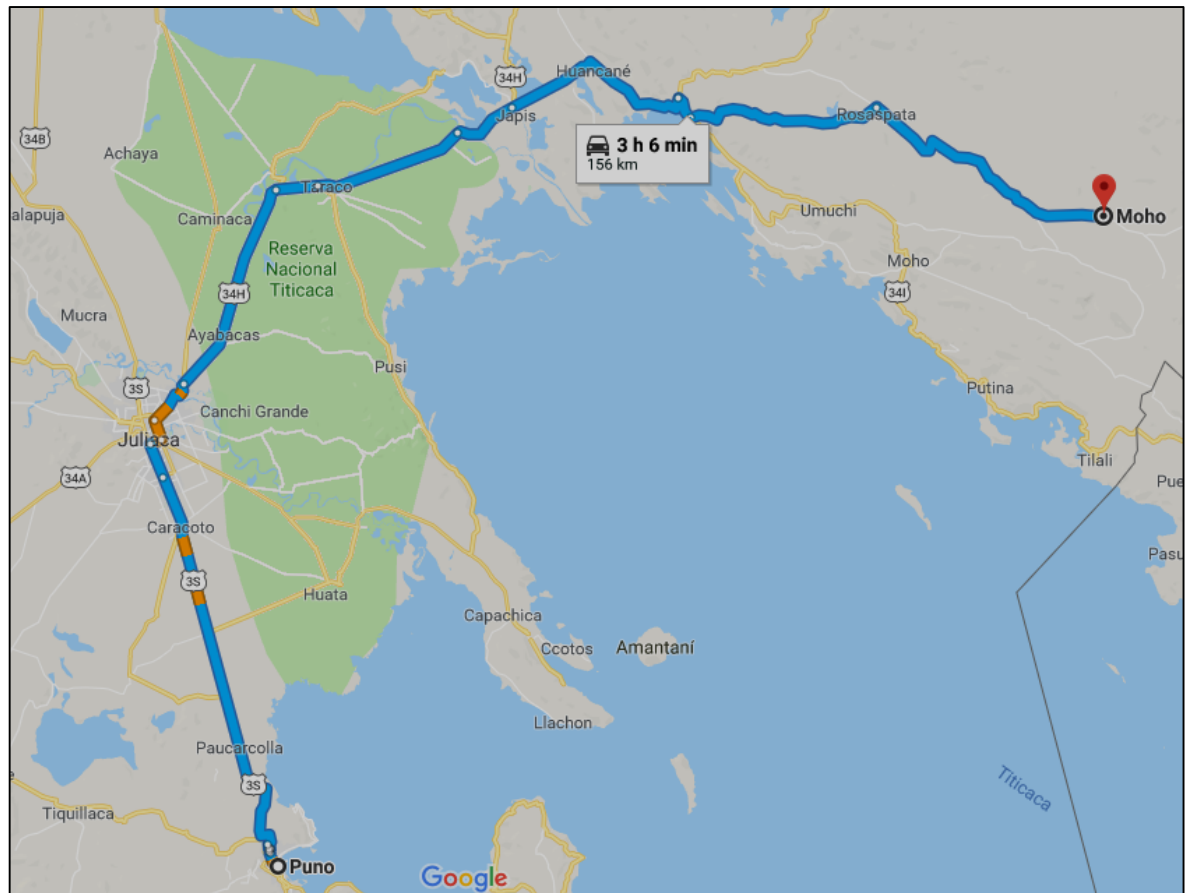 34H
Huancané
Japis
34B
Achaya
Rosaspata
3 h 6 min
156 km
Taraco
alapuja
Caminaca
Umuchi
Moho
Reserva
Nacional
Titicaca
Moho
34H
34I
Mucra
Ayabacas
Pusi
3S
Putina
Canchi Grande
Juliaca
Tilali
34A
Pue
Caracoto
Pasu
3S
Huata
Capachica
Ccotos
Amantaní
Llachon
Paucarcolla
3S
Titicaca
Tiquillaca
Puno
Google